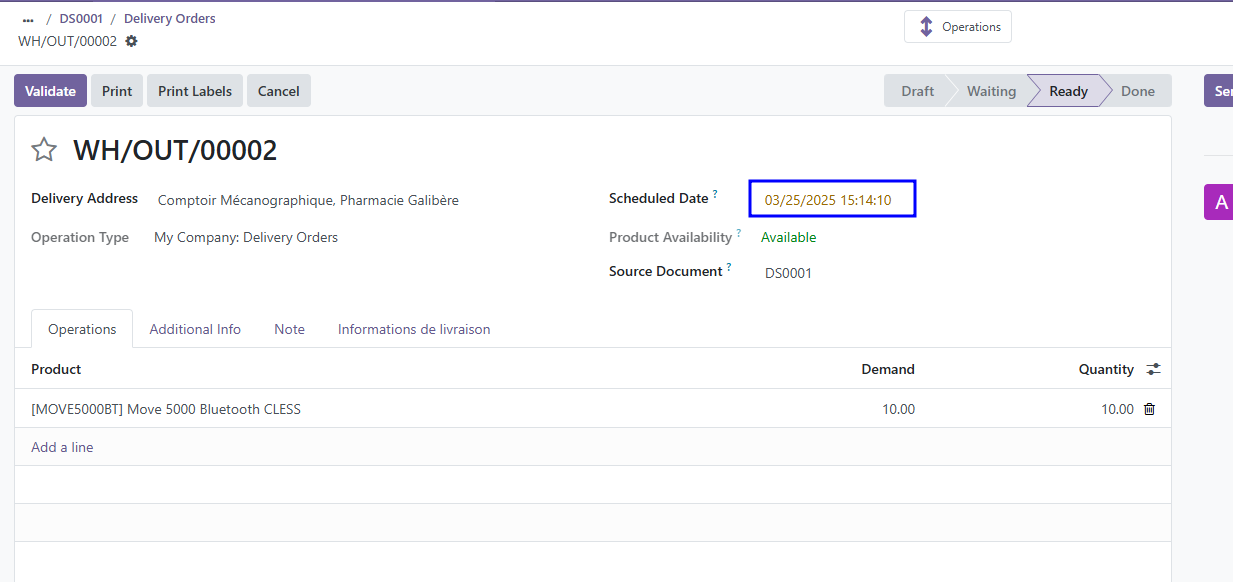 ... / DS0001 / Delivery Orders
WH/OUT/00002
Operations
Validate Print Print Labels Cancel
Draft Waiting Ready Done
WH/OUT/00002
Delivery Address Comptoir Mécanographique, Pharmacie Galibère
Scheduled Date ? 03/25/2025 15:14:10
Operation Type My Company: Delivery Orders
Product Availability ? Available
Source Document ? DS0001
Operations Additional Info Note Informations de livraison
Product Demand Quantity
[MOVE5000BT] Move 5000 Bluetooth CLESS 10.00 10.00
Add a line
A